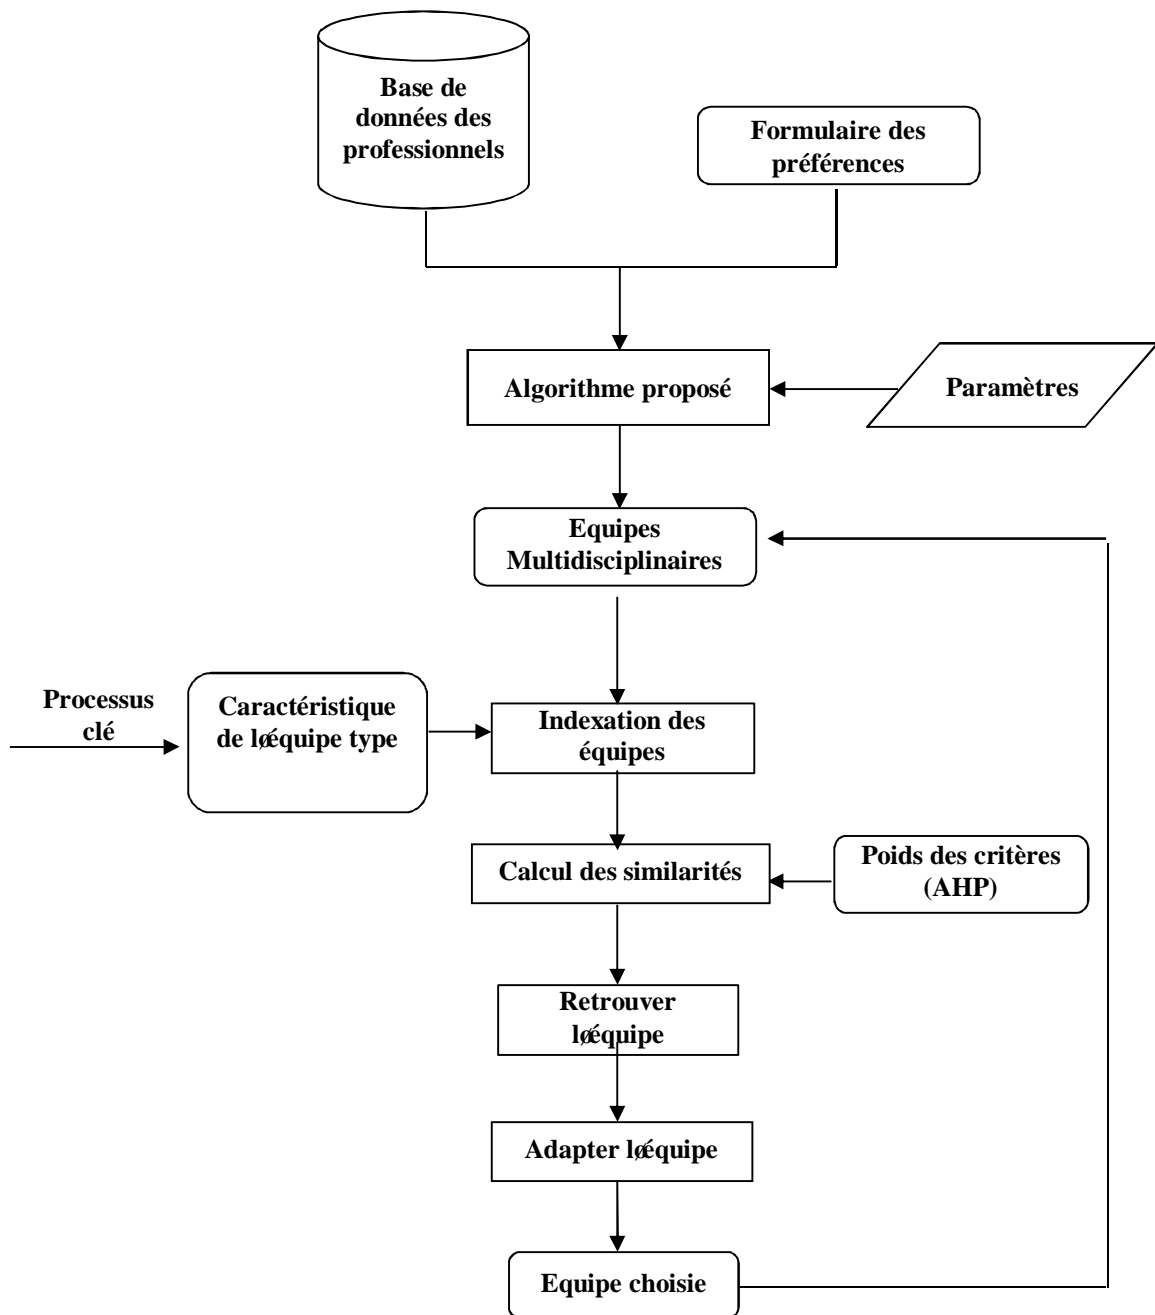 Base de
données des
professionnels
Formulaire des
préférences
Algorithme proposé
Paramètres
Equipes
Multidisciplinaires
Processus
clé
Caractéristique
de løéquipe type
Indexation des
équipes
Calcul des similarités
Poids des critères
(AHP)
Retrouver
løéquipe
Adapter løéquipe
Equipe choisie